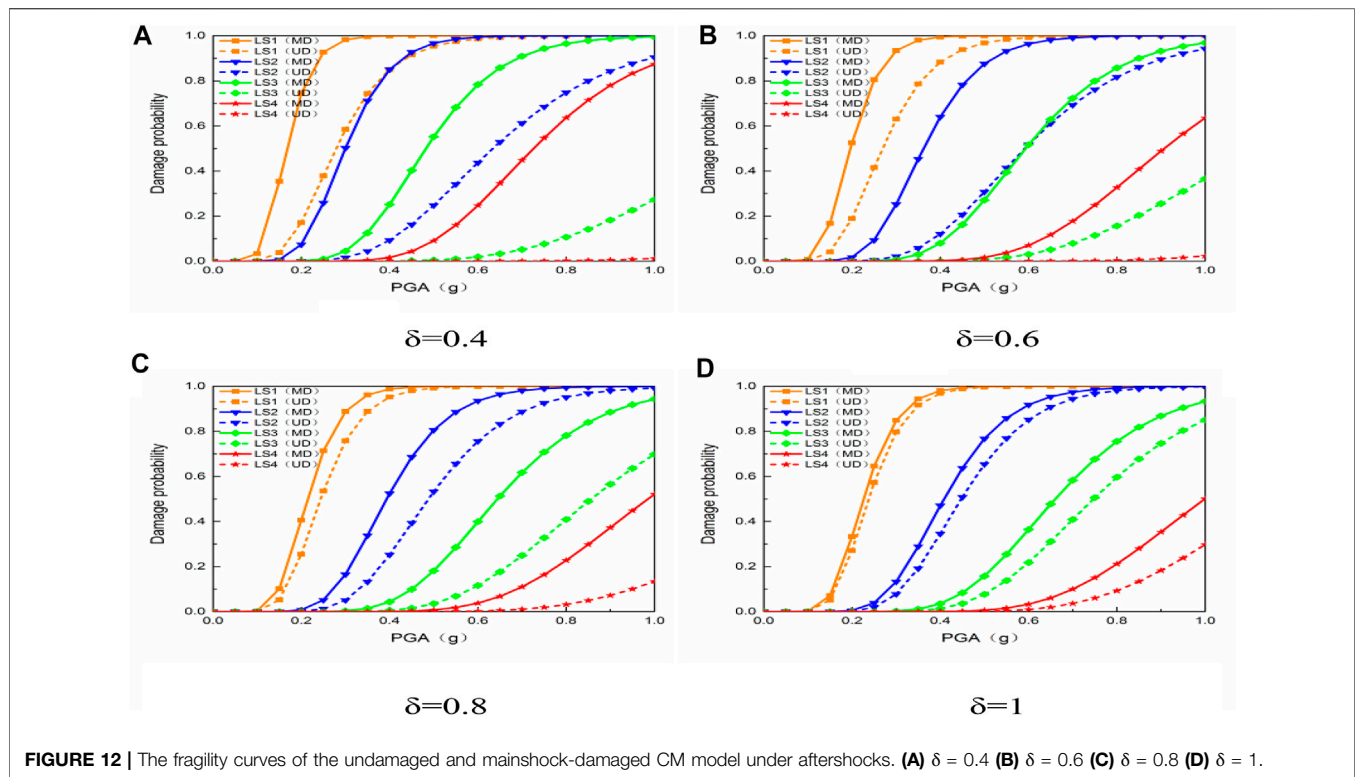 A
1.0
0.8
0.6
0.4
0.2
0.0
Damage probability
LS1（MD）
LS1（UD）
LS2（MD）
LS2（UD）
LS3（MD）
LS3（UD）
LS4（MD）
LS4（UD）
0.0 0.2 0.4 0.6 0.8 1.0
PGA（g）
δ=0.4
B
1.0
0.8
0.6
0.4
0.2
0.0
Damage probability
LS1（MD）
LS1（UD）
LS2（MD）
LS2（UD）
LS3（MD）
LS3（UD）
LS4（MD）
LS4（UD）
0.0 0.2 0.4 0.6 0.8 1.0
PGA（g）
δ=0.6
C
1.0
0.8
0.6
0.4
0.2
0.0
Damage probability
LS1（MD）
LS1（UD）
LS2（MD）
LS2（UD）
LS3（MD）
LS3（UD）
LS4（MD）
LS4（UD）
0.0 0.2 0.4 0.6 0.8 1.0
PGA（g）
δ=0.8
D
1.0
0.8
0.6
0.4
0.2
0.0
Damage probability
LS1（MD）
LS1（UD）
LS2（MD）
LS2（UD）
LS3（MD）
LS3（UD）
LS4（MD）
LS4（UD）
0.0 0.2 0.4 0.6 0.8 1.0
PGA（g）
δ=1
FIGURE 12 | The fragility curves of the undamaged and mainshock-damaged CM model under aftershocks. (A) δ = 0.4 (B) δ = 0.6 (C) δ = 0.8 (D) δ = 1.